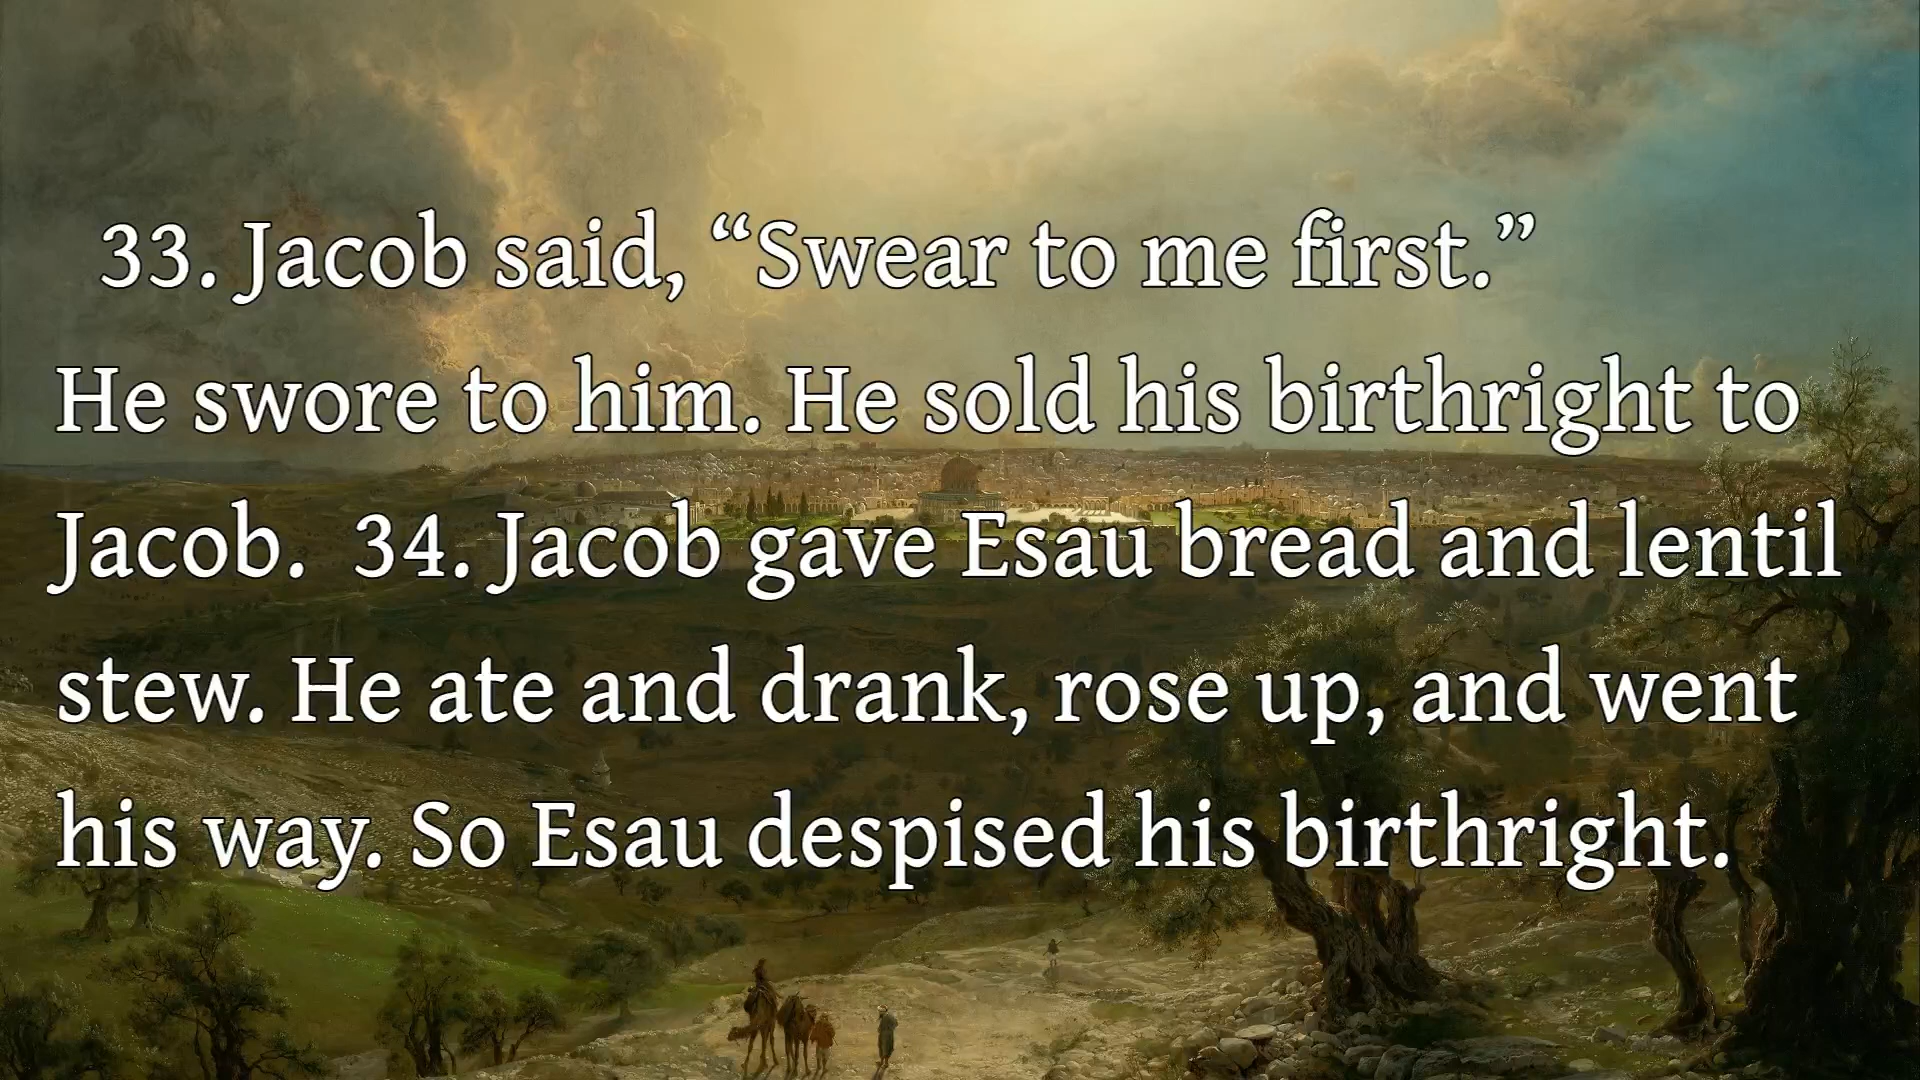 33. Jacob said, “Swear to me first.”
He swore to him. He sold his birthright to
Jacob. 34. Jacob gave Esau bread and lentil
stew. He ate and drank, rose up, and went
his way. So Esau despised his birthright.